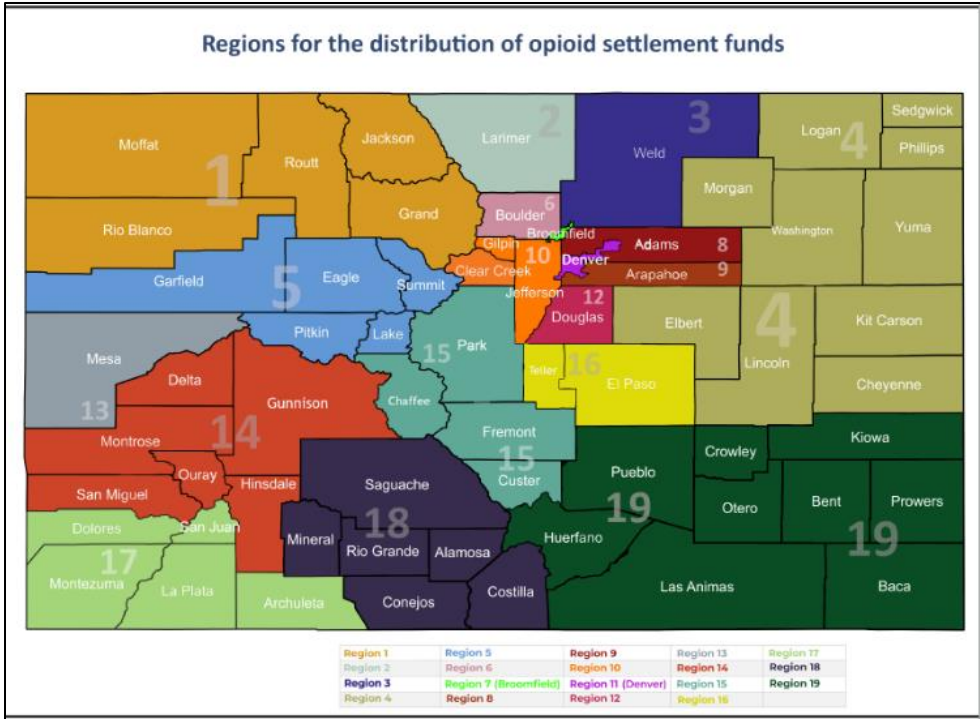 Regions for the distribution of opioid settlement funds
Moffat
Routt
Jackson
Larimer
2
Weld
3
Logan
4
Sedgwick
Phillips
1
Rio Blanco
Grand
Boulder
6
Morgan
Washington
Yuma
Broomfield
Gilpin
10
Clear Creek
Jefferson
Denver
Adams
8
Arapahoe
9
Garfield
5
Eagle
Summit
Pitkin
Lake
12
Douglas
Elbert
4
Lincoln
Kit Carson
Cheyenne
Mesa
13
Delta
Gunnison
15
Park
Chaffee
Teller
16
El Paso
Montrose
14
Ouray
San Miguel
Hinsdale
Fremont
15
Custer
Pueblo
19
Crowley
Kiowa
Otero
Bent
Prowers
19
Saguache
18
Mineral
Rio Grande
Alamosa
Huerfano
Dolores
San Juan
17
Montezuma
La Plata
Archuleta
Conejos
Costilla
Las Animas
Baca
Region 1 Region 5 Region 9 Region 13 Region 17
Region 2 Region 6 Region 10 Region 14 Region 18
Region 3 Region 7 (Broomfield) Region 11 (Denver) Region 15 Region 19
Region 4 Region 8 Region 12 Region 16